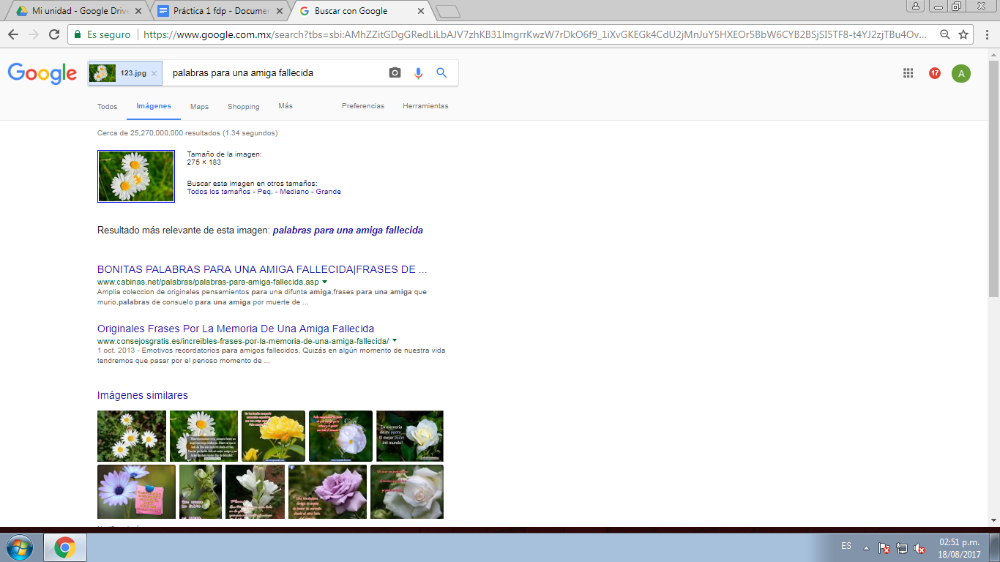 Mi unidad - Google Drive
Práctica 1 fdp - Documen
Buscar con Google
Es seguro
https://www.google.com.mx/search?tbs=sbi:AMhZZitGDgGRedLiLbAJV7zhKB31ImgrrKwzW7rDkO6f9_1iXvGKEGk4CdU2jMnJuY5HXEOr5BbW6CYB2BSjSI5TF8-t4YJ2zjTBu4Ov...
Google
123.jpg
palabras para una amiga fallecida
17
A
Todos
Imágenes
Maps
Shopping
Más
Preferencias
Herramientas
Cerca de 25,270,000,000 resultados (1.34 segundos)
Tamaño de la imagen:
275 × 183
Buscar esta imagen en otros tamaños:
Todos los tamaños - Peq. - Mediano - Grande
Resultado más relevante de esta imagen: palabras para una amiga fallecida
BONITAS PALABRAS PARA UNA AMIGA FALLECIDA|FRASES DE ...
www.cabinas.net/palabras/palabras-para-amiga-fallecida.asp
Amplia coleccion de originales pensamientos para una difunta amiga,frases para una amiga que
murio,palabras de consuelo para una amiga por muerte de ...
Originales Frases Por La Memoria De Una Amiga Fallecida
www.consejosgratis.es/increibles-frases-por-la-memoria-de-una-amiga-fallecida/
1 oct. 2013 - Emotivos recordatorios para amigos fallecidos. Quizás en algún momento de nuestra vida
tendremos que pasar por el penoso momento de ...
Imágenes similares
En memoria
de mi padre
El mejor padre
del mundo!
ES
02:51 p.m.
18/08/2017